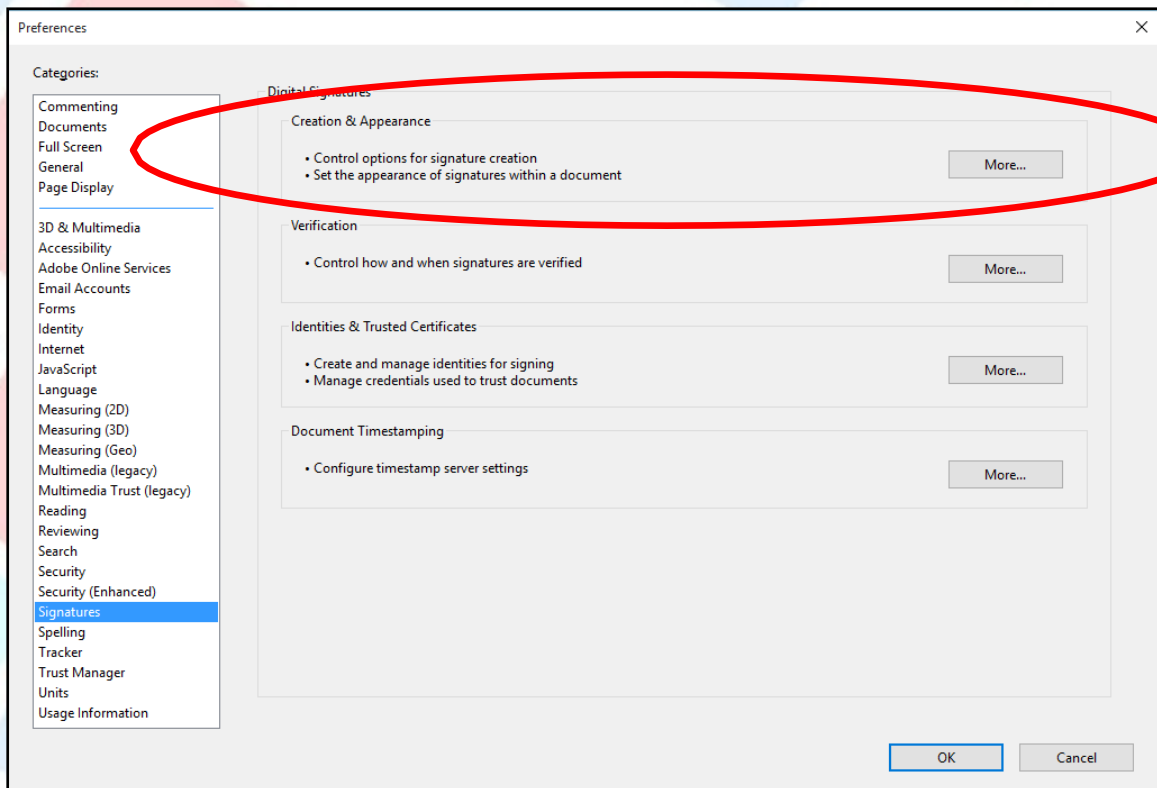 Preferences
Categories:
Commenting
Documents
Full Screen
General
Page Display
3D & Multimedia
Accessibility
Adobe Online Services
Email Accounts
Forms
Identity
Internet
JavaScript
Language
Measuring (2D)
Measuring (3D)
Measuring (Geo)
Multimedia (legacy)
Multimedia Trust (legacy)
Reading
Reviewing
Search
Security
Security (Enhanced)
Signatures
Spelling
Tracker
Trust Manager
Units
Usage Information
Digital Signatures
Creation & Appearance
• Control options for signature creation
• Set the appearance of signatures within a document
More...
Verification
• Control how and when signatures are verified
More...
Identities & Trusted Certificates
• Create and manage identities for signing
• Manage credentials used to trust documents
More...
Document Timestamping
• Configure timestamp server settings
More...
OK
Cancel